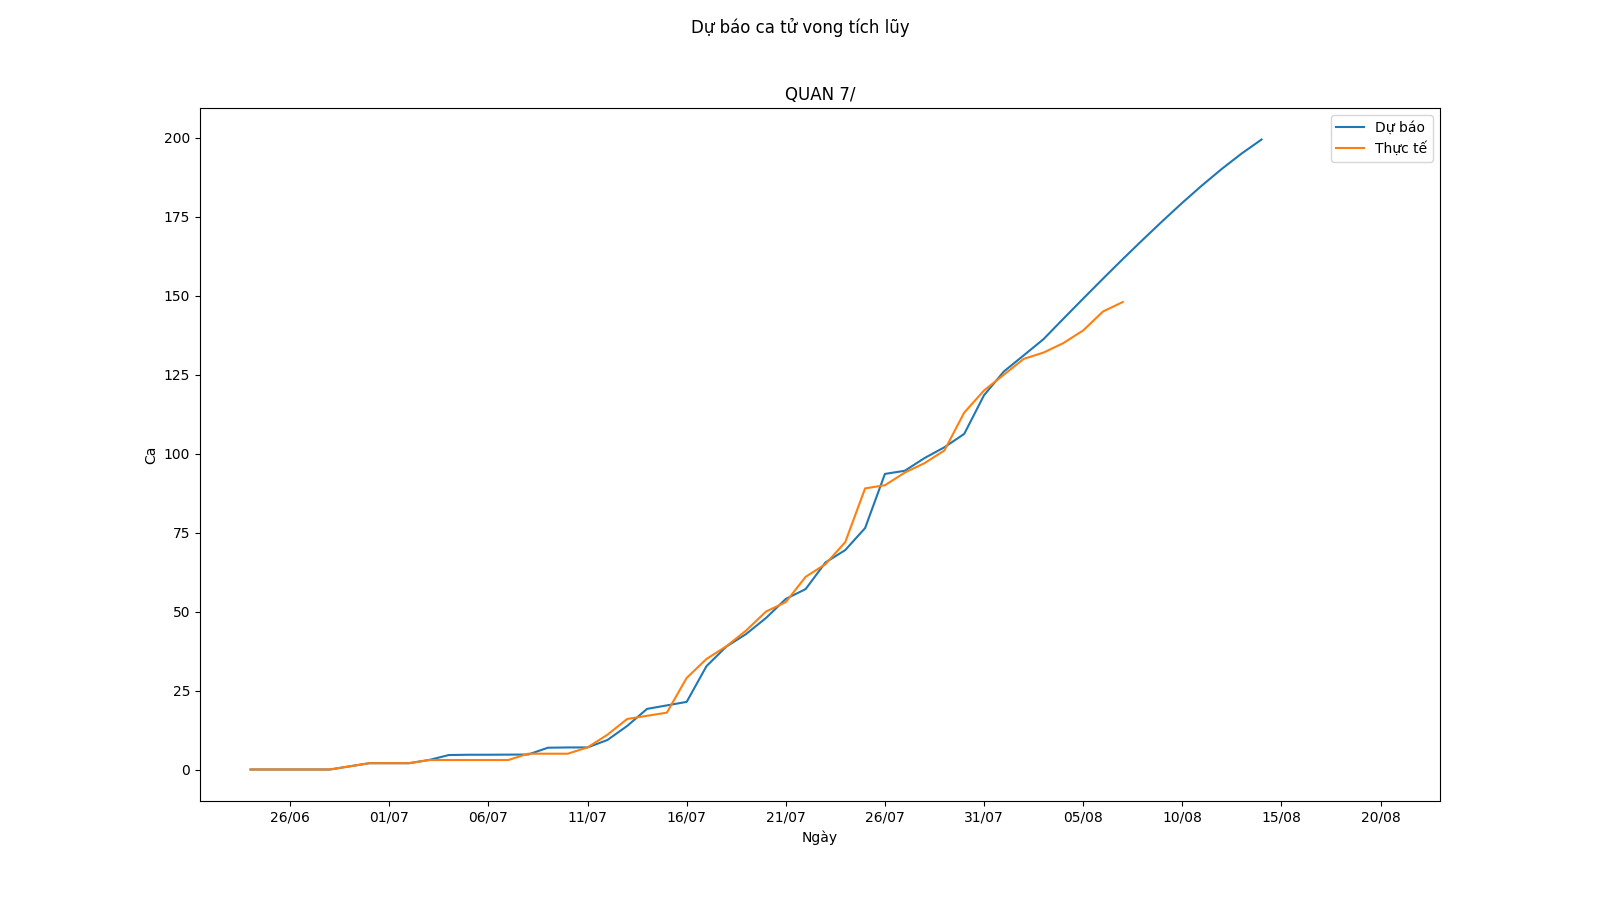 Dự báo ca tử vong tích lũy
QUAN 7/
Dự báo
Thực tế
200
175
150
125
100
75
50
25
0
Ca
26/06 01/07 06/07 11/07 16/07 21/07 26/07 31/07 05/08 10/08 15/08 20/08
Ngày